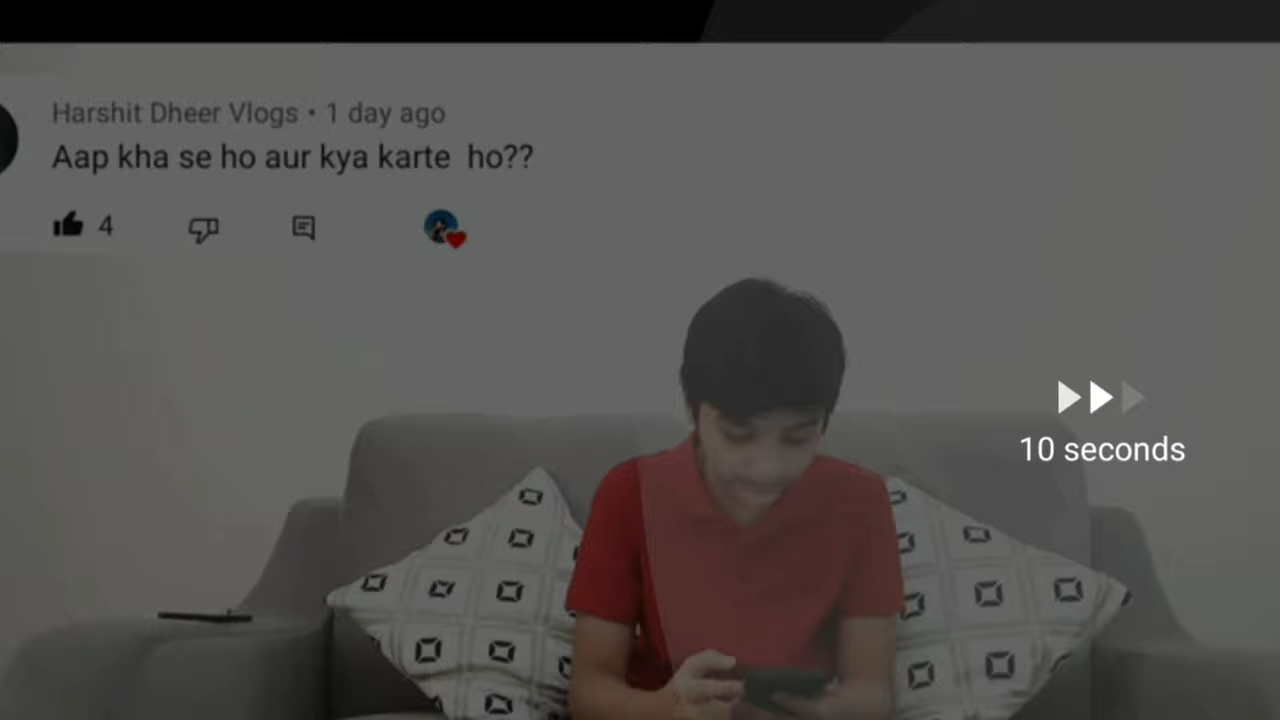 Harshit Dheer Vlogs • 1 day ago
Aap kha se ho aur kya karte ho??
4
10 seconds